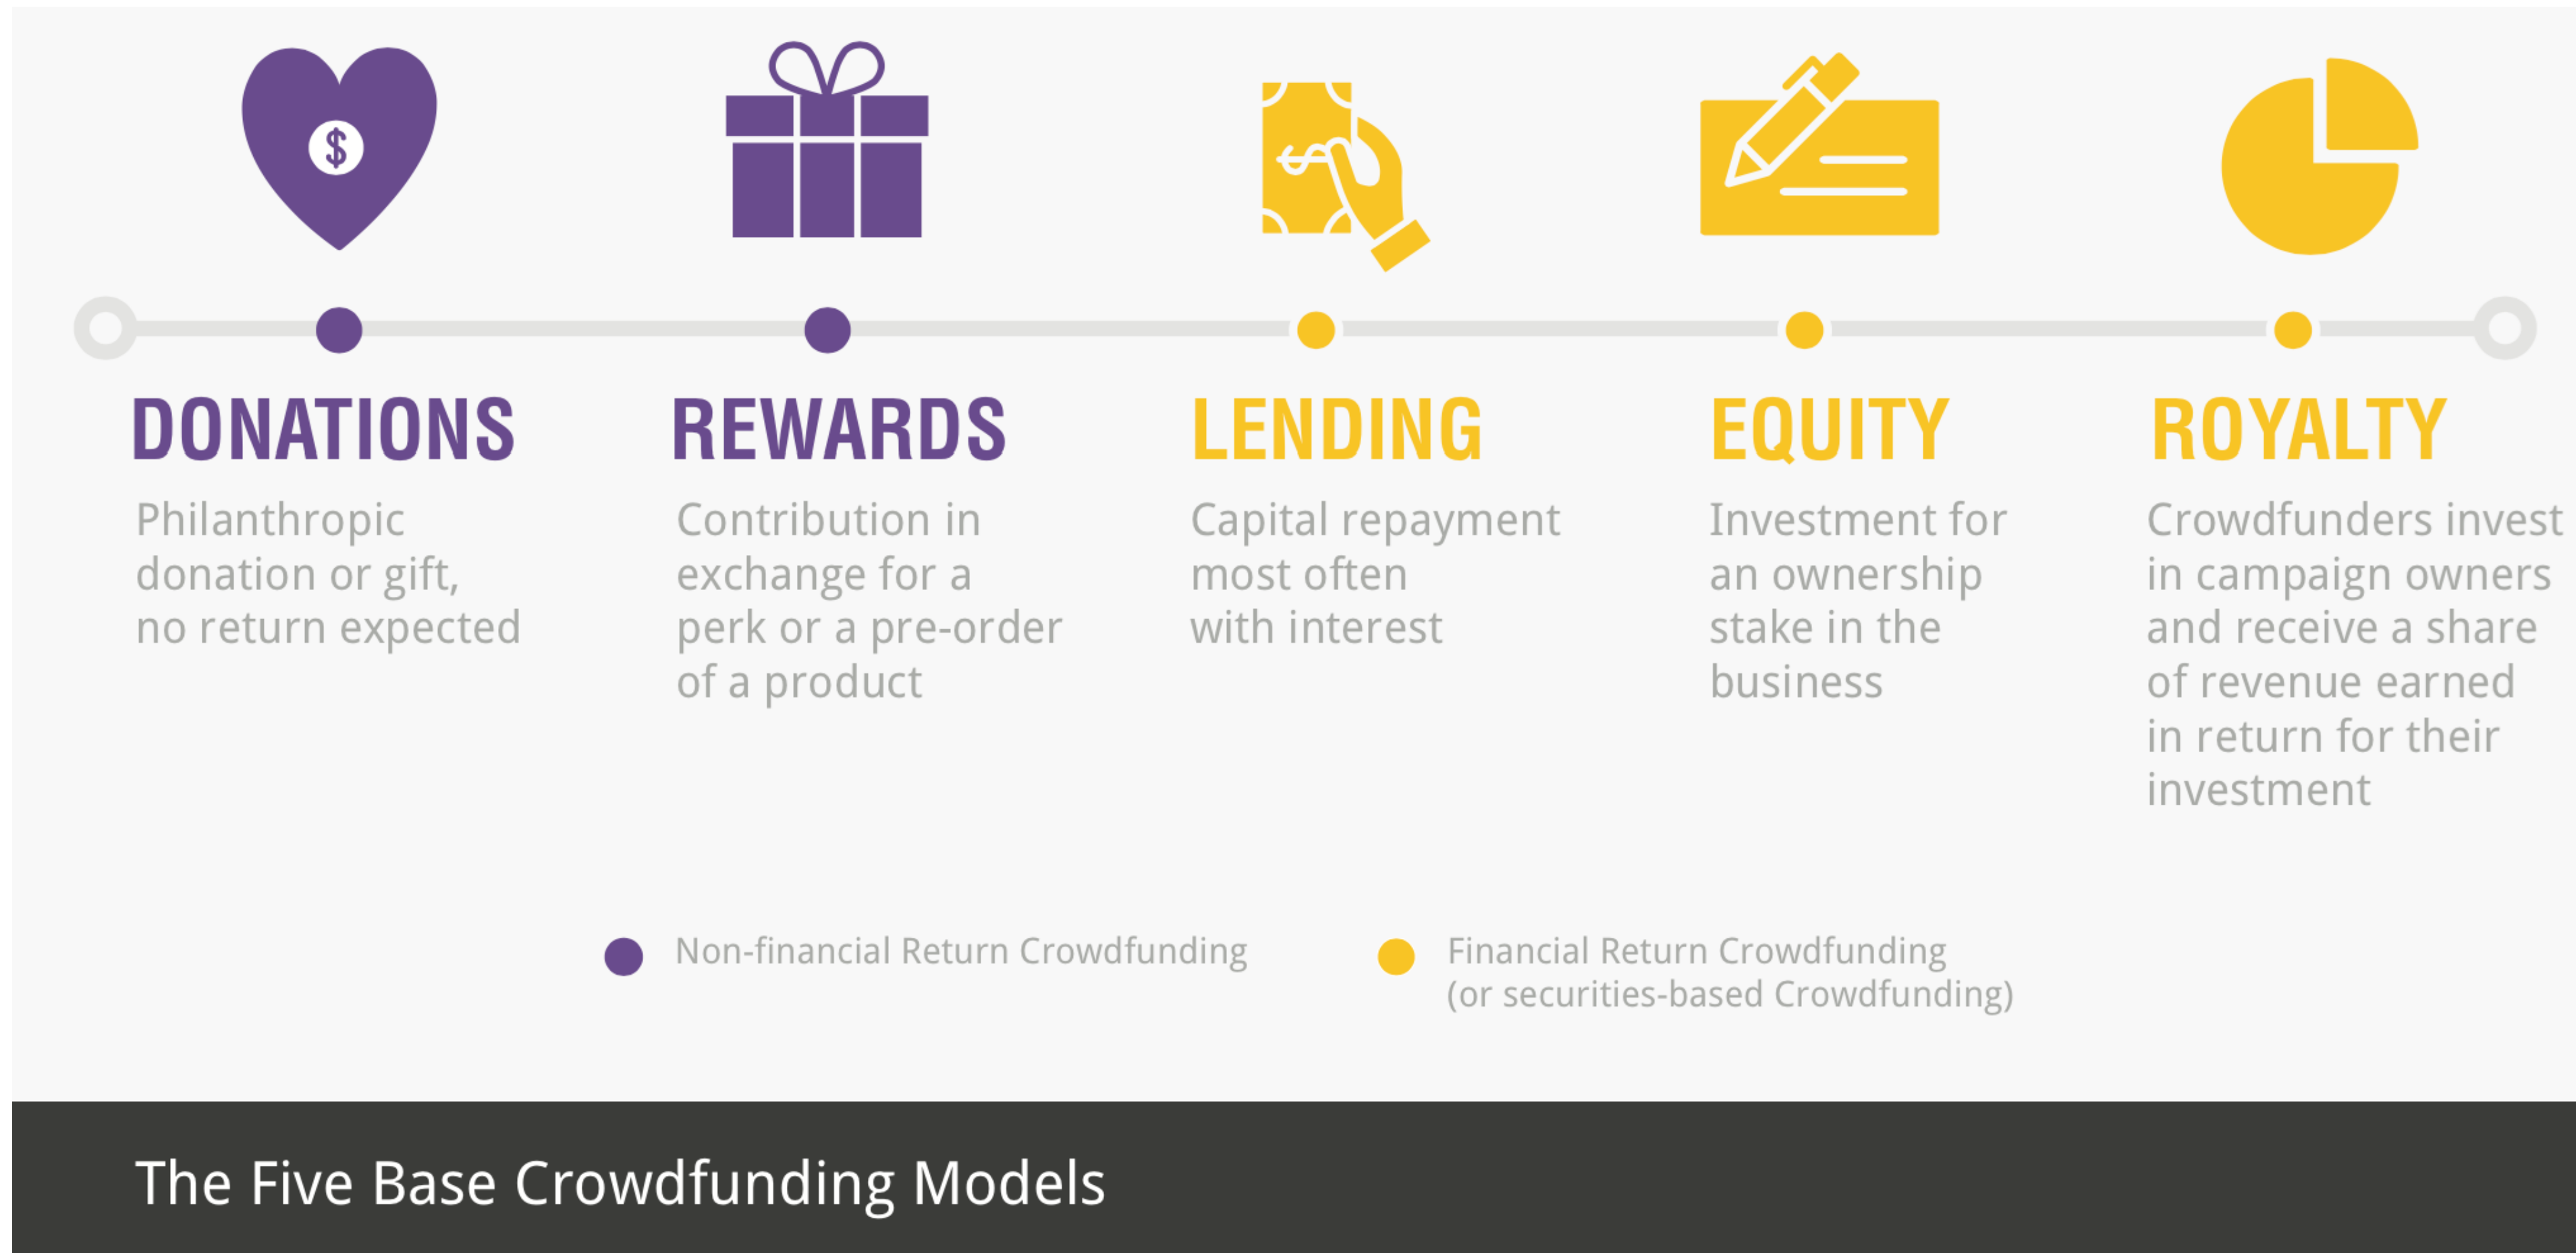 $
$
DONATIONS
Philanthropic
donation or gift,
no return expected
REWARDS
Contribution in
exchange for a
perk or a pre-order
of a product
LENDING
Capital repayment
most often
with interest
EQUITY
Investment for
an ownership
stake in the
business
ROYALTY
Crowdfunders invest
in campaign owners
and receive a share
of revenue earned
in return for their
investment
Non-financial Return Crowdfunding
Financial Return Crowdfunding
(or securities-based Crowdfunding)
The Five Base Crowdfunding Models